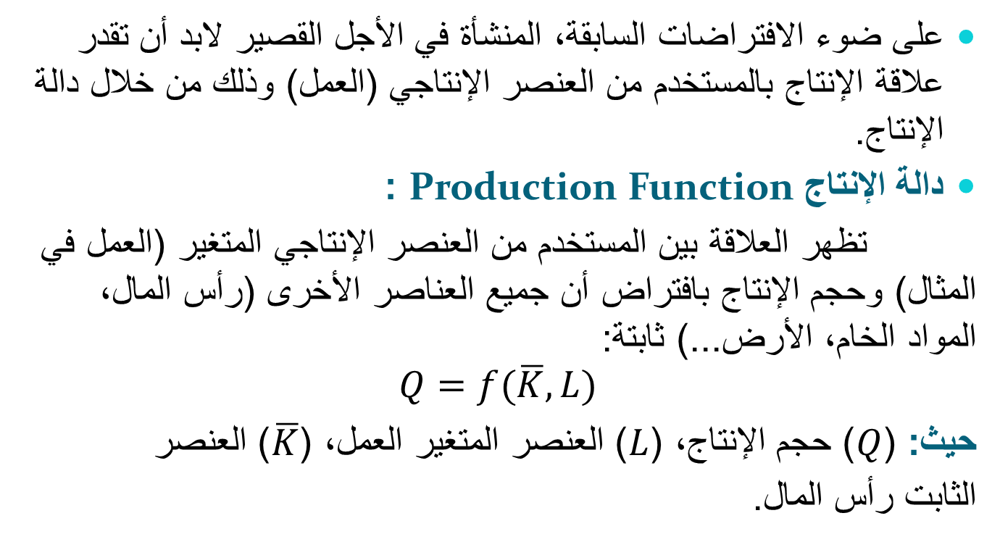 • على ضوء الافتراضات السابقة، المنشأة في الأجل القصير لابد أن تقدر
علاقة الإنتاج بالمستخدم من العنصر الإنتاجي (العمل) وذلك من خلال دالة
الإنتاج.
• دالة الإنتاج Production Function :
تظهر العلاقة بين المستخدم من العنصر الإنتاجي المتغير (العمل في
المثال) وحجم الإنتاج بافتراض أن جميع العناصر الأخرى (رأس المال،
المواد الخام، الأرض...) ثابتة:
Q = f(K̅, L)
حيث: (Q) حجم الإنتاج، (L) العنصر المتغير العمل، (K̅) العنصر
الثابت رأس المال.